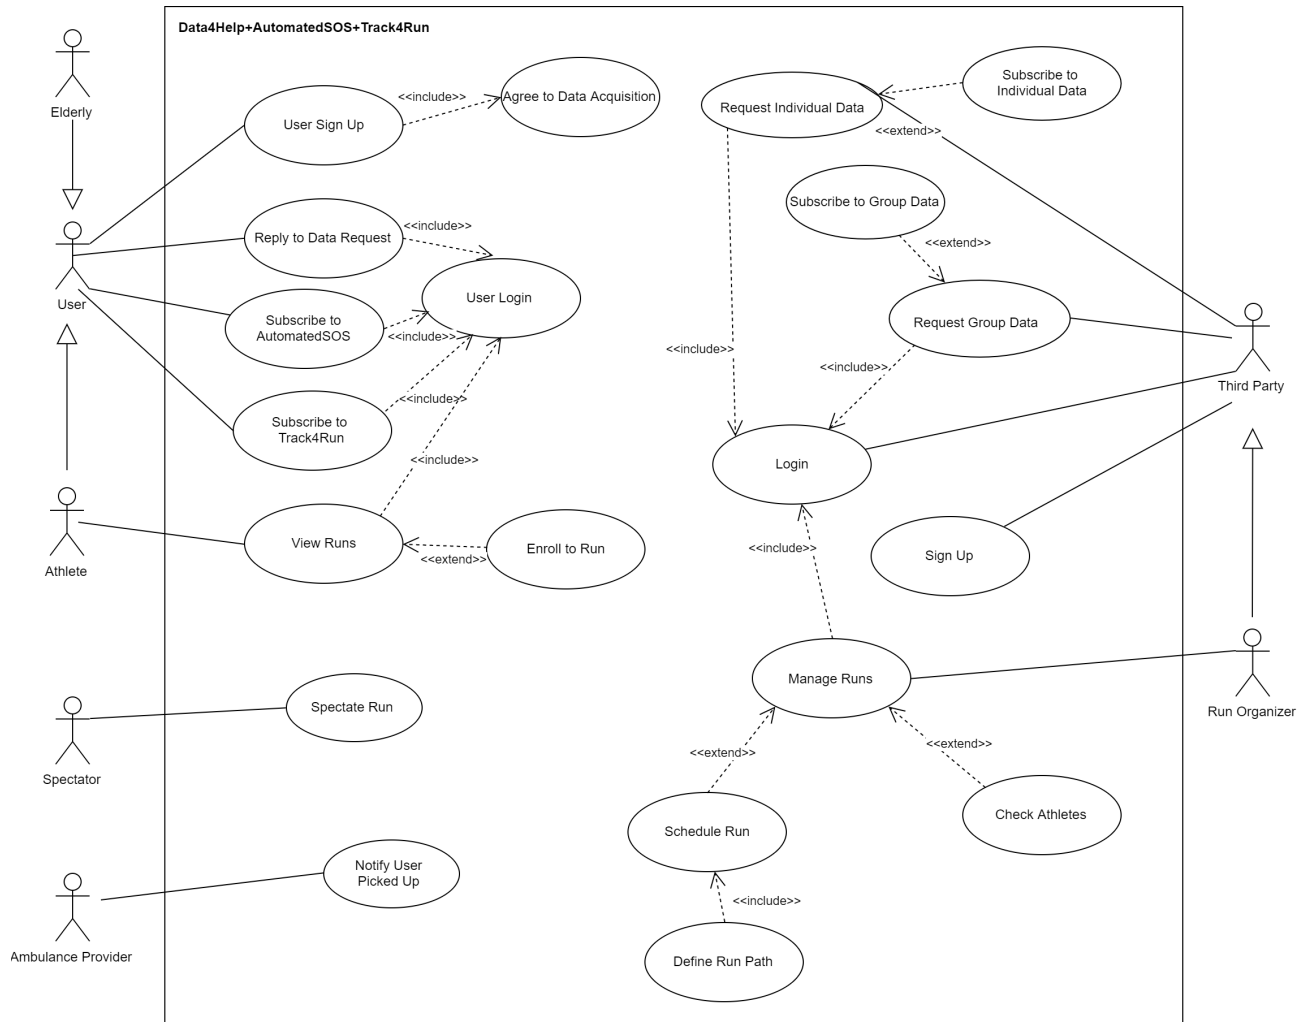 Data4Help+AutomatedSOS+Track4Run
Elderly
User Sign Up
<<include>>
Agree to Data Acquisition
Request Individual Data
Subscribe to
Individual Data
<<extend>>
Subscribe to Group Data
<<extend>>
Reply to Data Request
<<include>>
User Login
User
Subscribe to
AutomatedSOS
<<include>>
Request Group Data
<<include>>
<<include>>
Third Party
Subscribe to
Track4Run
<<include>>
<<include>>
Login
Athlete
View Runs
<<extend>>
Enroll to Run
<<include>>
Sign Up
Manage Runs
Run Organizer
Spectate Run
Spectator
<<extend>>
<<extend>>
Schedule Run
Check Athletes
Notify User
Picked Up
<<include>>
Ambulance Provider
Define Run Path